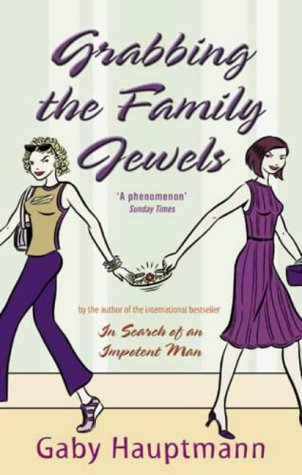 Grabbing
the Family
Jewels
'A phenomenon'
Sunday Times
by the author of the international bestseller
In Search of an
Impotent Man
Gaby Hauptmann